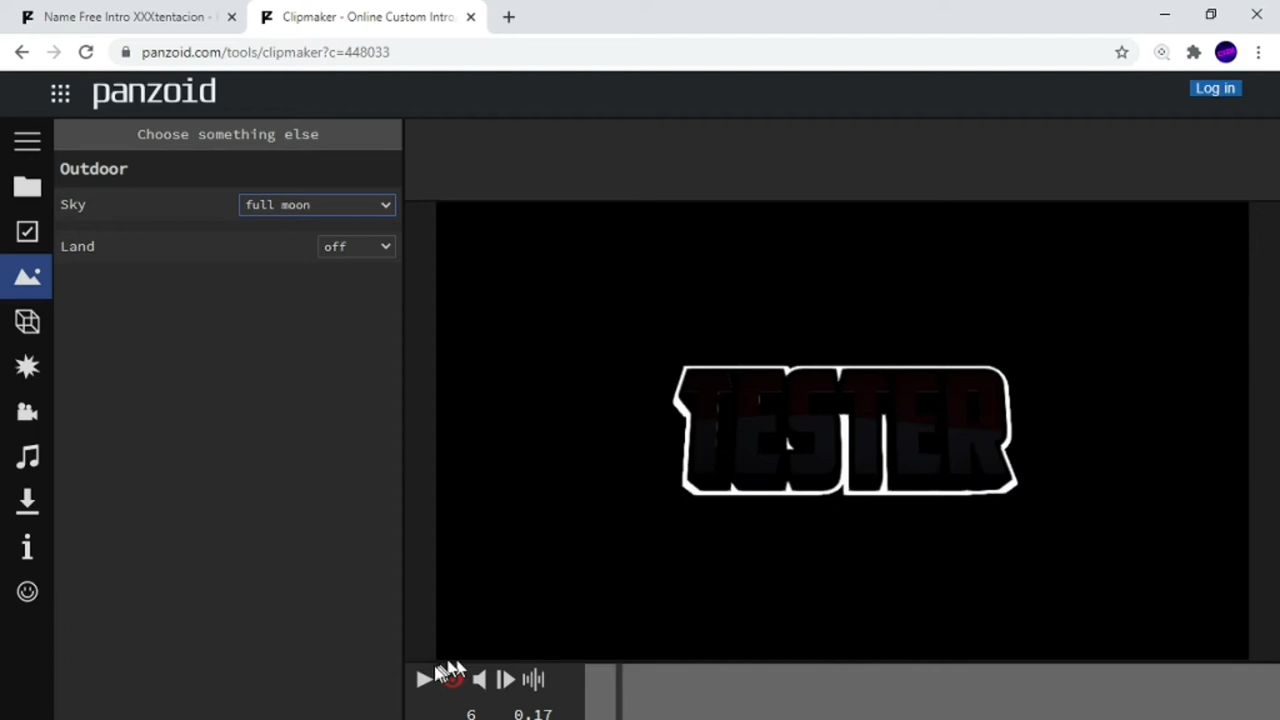 Name Free Intro XXXtentacion -
Clipmaker - Online Custom Intro,
panzoid.com/tools/clipmaker?c=448033
panzoid
Log in
Choose something else
Outdoor
Sky
full moon
Land
off
TESTER
6 0.17